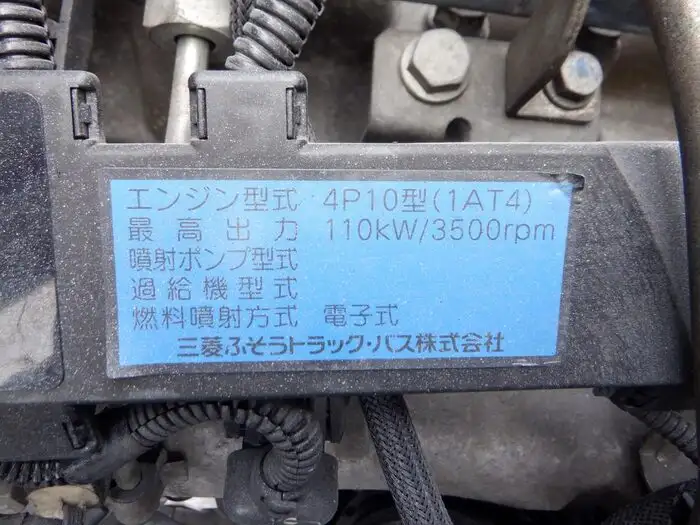 エンジン型式 4P10型(1AT4)
最高出力 110kW/3500rpm
噴射ポンプ型式
過給機型式
燃料噴射方式 電子式
三菱ふそうトラック・バス株式会社